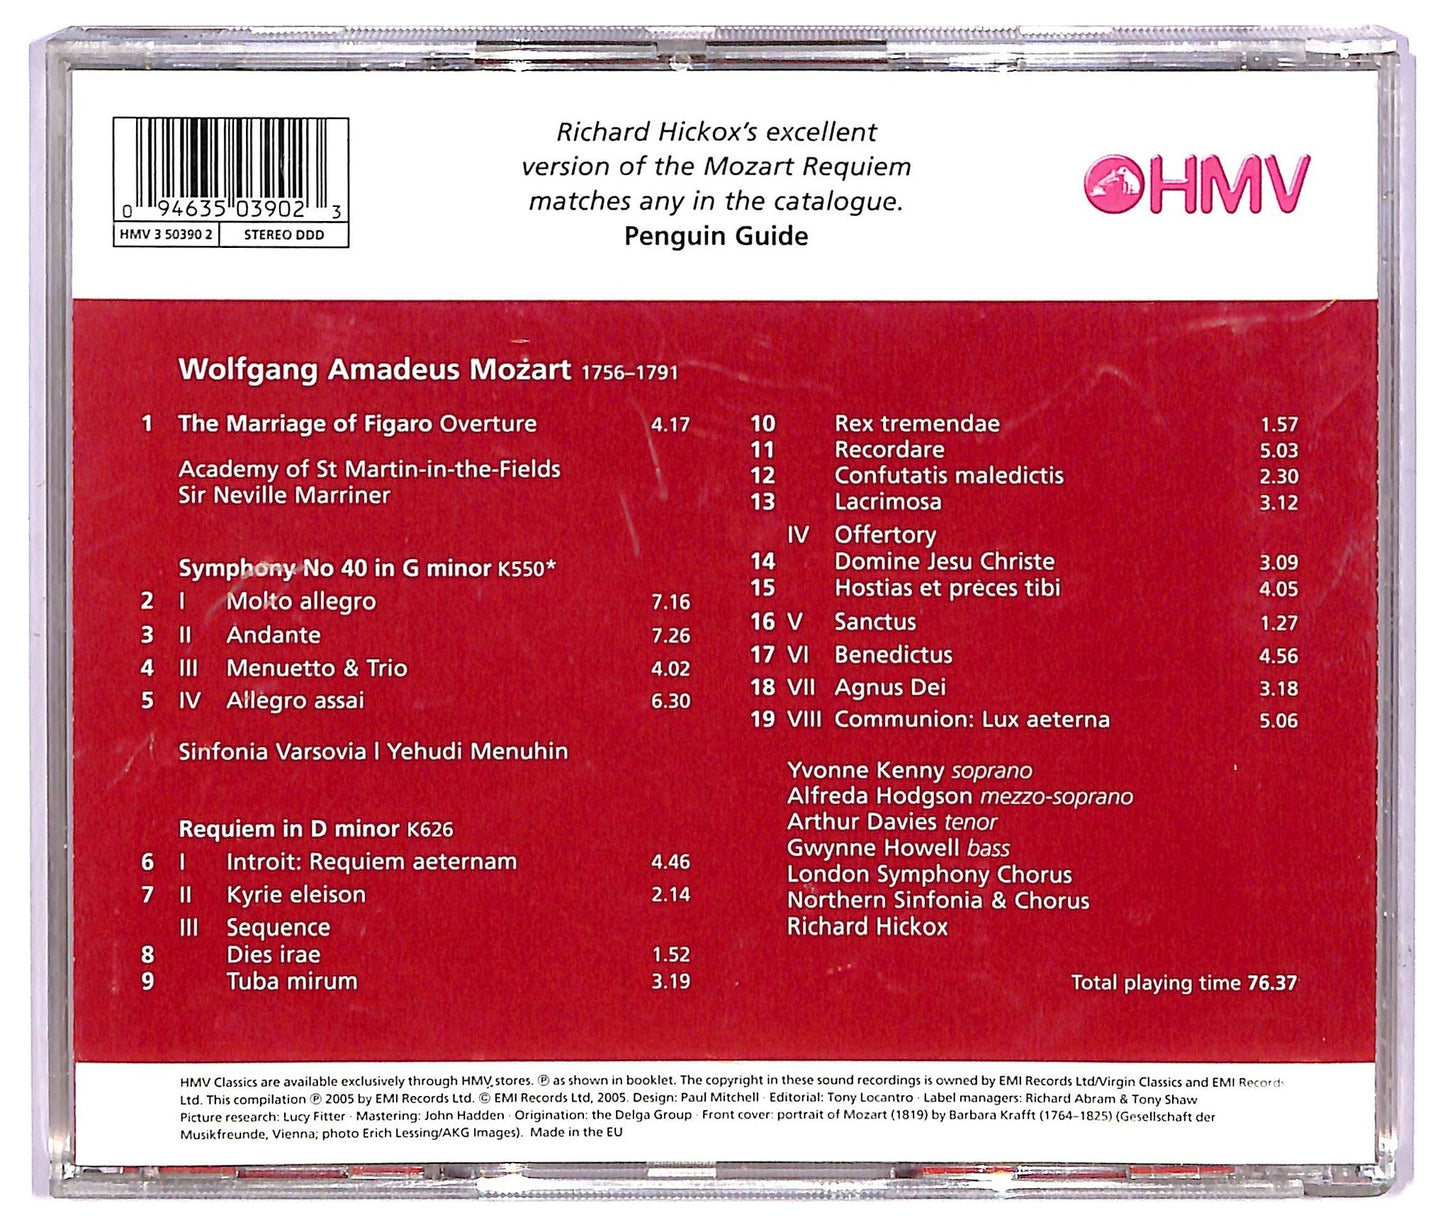 0 94635 03902 3
HMV 3 50390 2 STEREO DDD
Richard Hickox's excellent
version of the Mozart Requiem
matches any in the catalogue.
Penguin Guide
HMV
Wolfgang Amadeus Mozart 1756–1791
1 The Marriage of Figaro Overture 4.17
Academy of St Martin-in-the-Fields
Sir Neville Marriner
Symphony No 40 in G minor K550*
2 I Molto allegro 7.16
3 II Andante 7.26
4 III Menuetto & Trio 4.02
5 IV Allegro assai 6.30
Sinfonia Varsovia | Yehudi Menuhin
Requiem in D minor K626
6 I Introit: Requiem aeternam 4.46
7 II Kyrie eleison 2.14
III Sequence
8 Dies irae 1.52
9 Tuba mirum 3.19
10 Rex tremendae 1.57
11 Recordare 5.03
12 Confutatis maledictis 2.30
13 Lacrimosa 3.12
IV Offertory
14 Domine Jesu Christe 3.09
15 Hostias et preces tibi 4.05
16 V Sanctus 1.27
17 VI Benedictus 4.56
18 VII Agnus Dei 3.18
19 VIII Communion: Lux aeterna 5.06
Yvonne Kenny soprano
Alfreda Hodgson mezzo-soprano
Arthur Davies tenor
Gwynne Howell bass
London Symphony Chorus
Northern Sinfonia & Chorus
Richard Hickox
Total playing time 76.37
HMV Classics are available exclusively through HMV stores. ℗ as shown in booklet. The copyright in these sound recordings is owned by EMI Records Ltd/Virgin Classics and EMI Records
Ltd. This compilation ℗ 2005 by EMI Records Ltd. © EMI Records Ltd, 2005. Design: Paul Mitchell · Editorial: Tony Locantro · Label managers: Richard Abram & Tony Shaw
Picture research: Lucy Fitter · Mastering: John Hadden · Origination: the Delga Group · Front cover: portrait of Mozart (1819) by Barbara Krafft (1764–1825) (Gesellschaft der
Musikfreunde, Vienna; photo Erich Lessing/AKG Images). Made in the EU